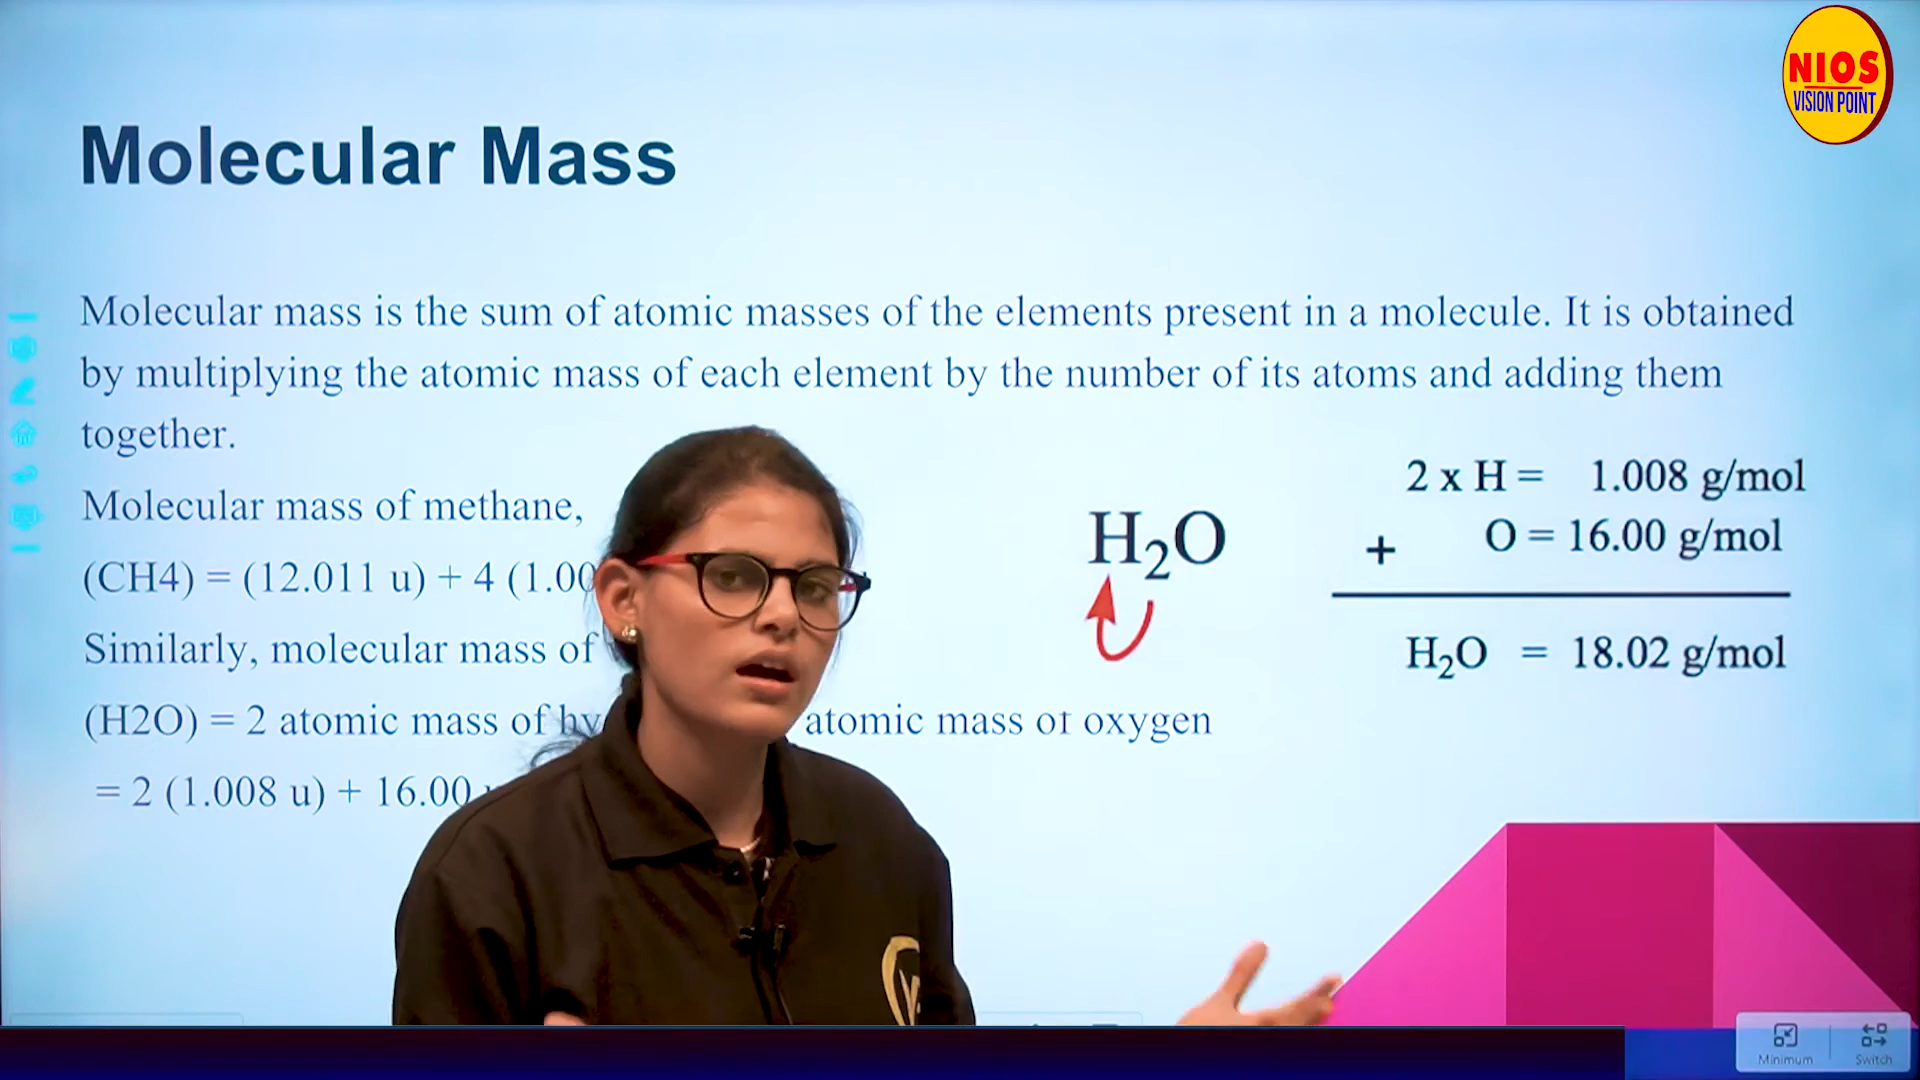 NIOS
VISION POINT
Molecular Mass
Molecular mass is the sum of atomic masses of the elements present in a molecule. It is obtained
by multiplying the atomic mass of each element by the number of its atoms and adding them
together.
Molecular mass of methane,
(CH4) = (12.011 u) + 4 (1.00
Similarly, molecular mass of
(H2O) = 2 atomic mass of hy atomic mass of oxygen
= 2 (1.008 u) + 16.00
H₂O
2 x H = 1.008 g/mol
+ O = 16.00 g/mol
H₂O = 18.02 g/mol
Minimum
Switch